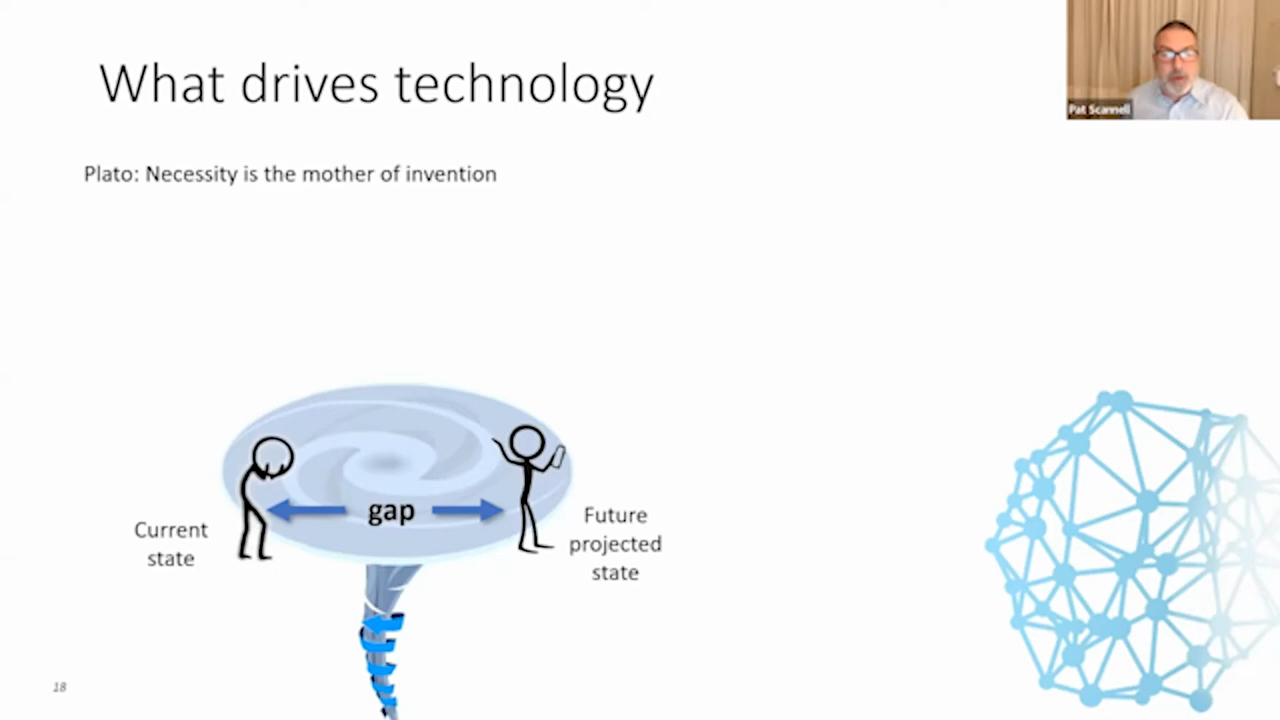 What drives technology
Pat Scannell
Plato: Necessity is the mother of invention
gap
Current
state
Future
projected
state
18